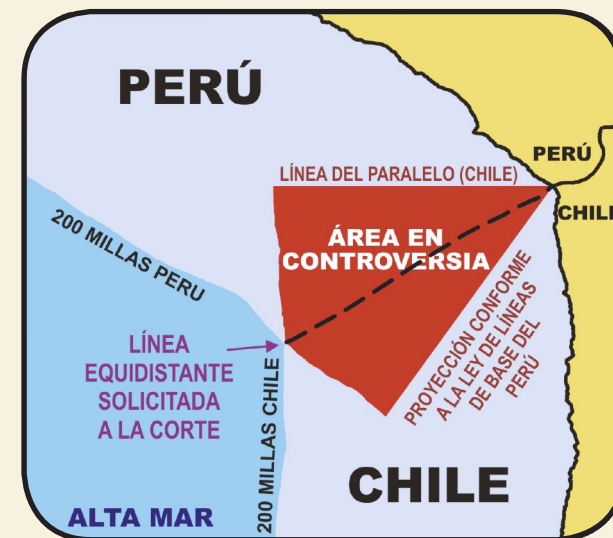 PERÚ
PERÚ
LÍNEA DEL PARALELO (CHILE)
CHILE
ÁREA EN
CONTROVERSIA
200 MILLAS PERU
PROYECCIÓN CONFORME
A LA LEY DE LÍNEAS
DE BASE DEL
PERÚ
LÍNEA
EQUIDISTANTE
SOLICITADA
A LA CORTE
200 MILLAS CHILE
CHILE
ALTA MAR